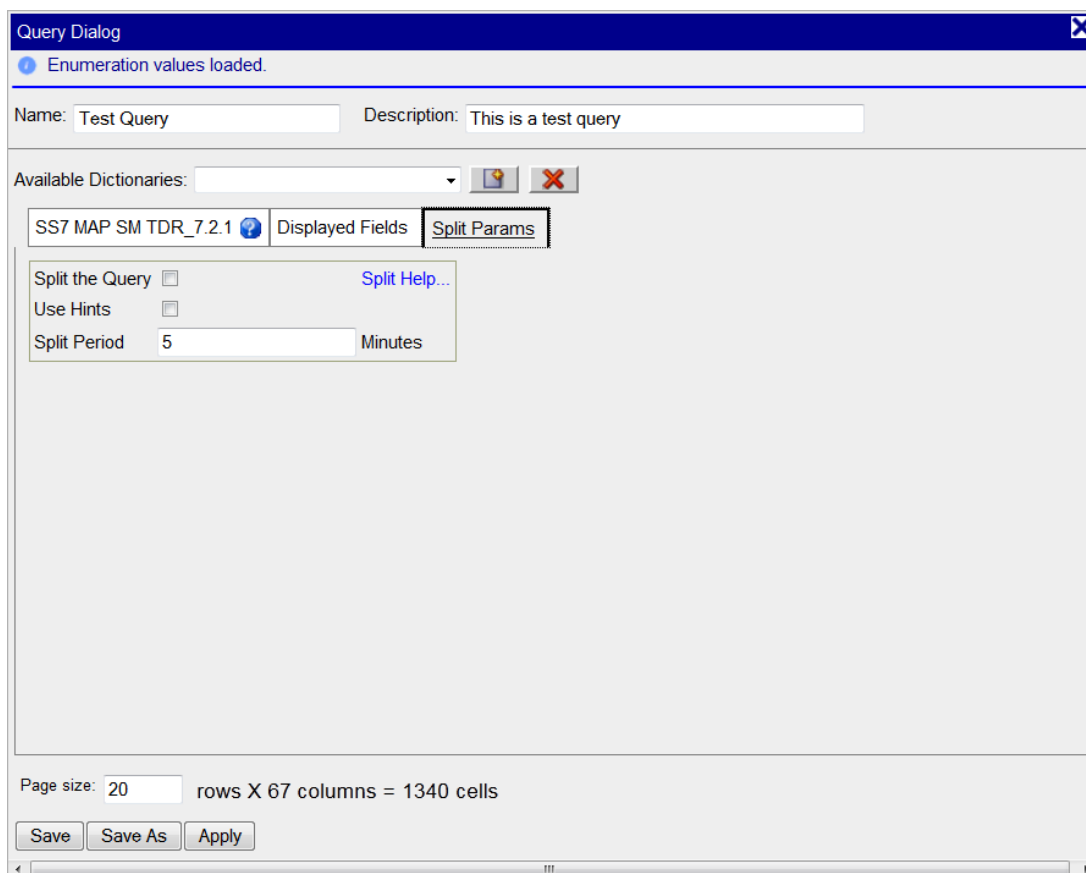 Query Dialog
Enumeration values loaded.
Name: Test Query Description: This is a test query
Available Dictionaries:
SS7 MAP SM TDR_7.2.1 Displayed Fields Split Params
Split the Query Split Help...
Use Hints
Split Period 5 Minutes
Page size: 20 rows X 67 columns = 1340 cells
Save Save As Apply